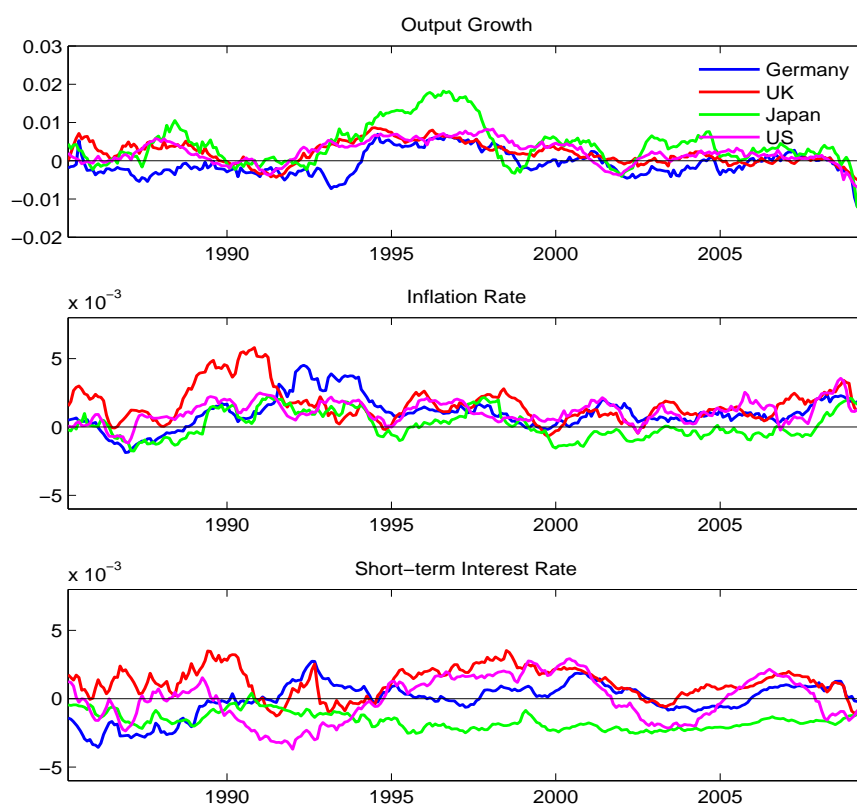 Output Growth
0.03
0.02
0.01
0
−0.01
−0.02
Germany
UK
Japan
US
1990 1995 2000 2005
Inflation Rate
x 10−3
5
0
−5
1990 1995 2000 2005
Short−term Interest Rate
x 10−3
5
0
−5
1990 1995 2000 2005